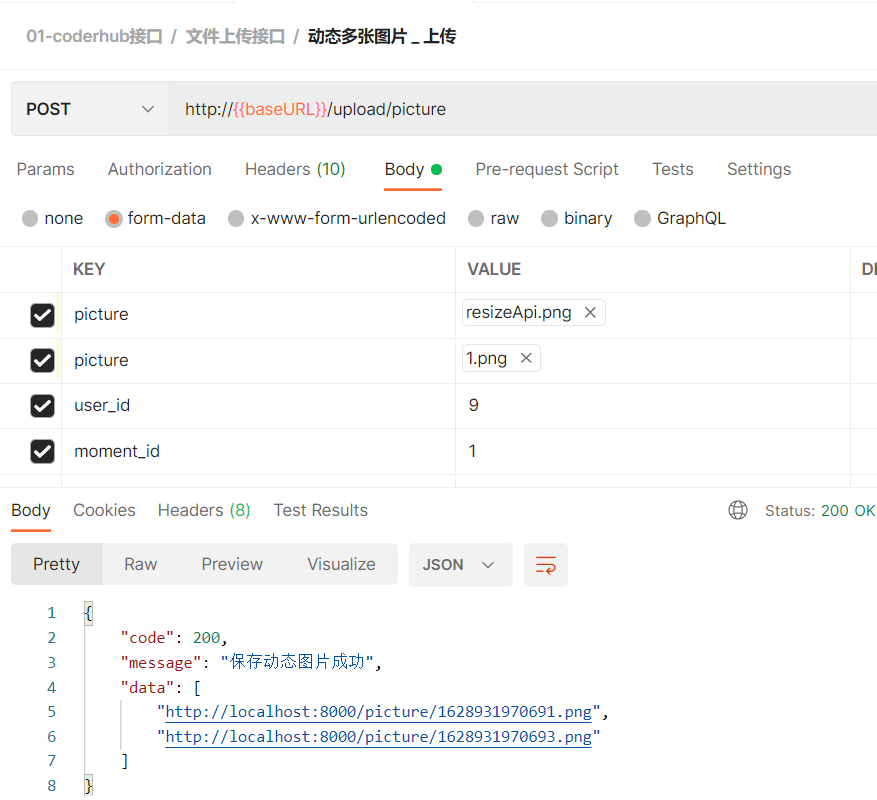 01-coderhub接口 / 文件上传接口 / 动态多张图片 _ 上传
POST http://{{baseURL}}/upload/picture
Params Authorization Headers (10) Body Pre-request Script Tests Settings
none form-data x-www-form-urlencoded raw binary GraphQL
KEY VALUE
picture resizeApi.png
picture 1.png
user_id 9
moment_id 1
Body Cookies Headers (8) Test Results Status: 200 OK
Pretty Raw Preview Visualize JSON
1 {
2 "code": 200,
3 "message": "保存动态图片成功",
4 "data": [
5 "http://localhost:8000/picture/1628931970691.png",
6 "http://localhost:8000/picture/1628931970693.png"
7 ]
8 }